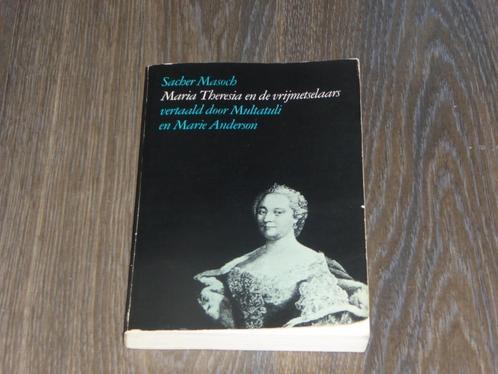 Sacher Masoch
Maria Theresia en de vrijmetselaars
vertaald door Multatuli
en Marie Anderson